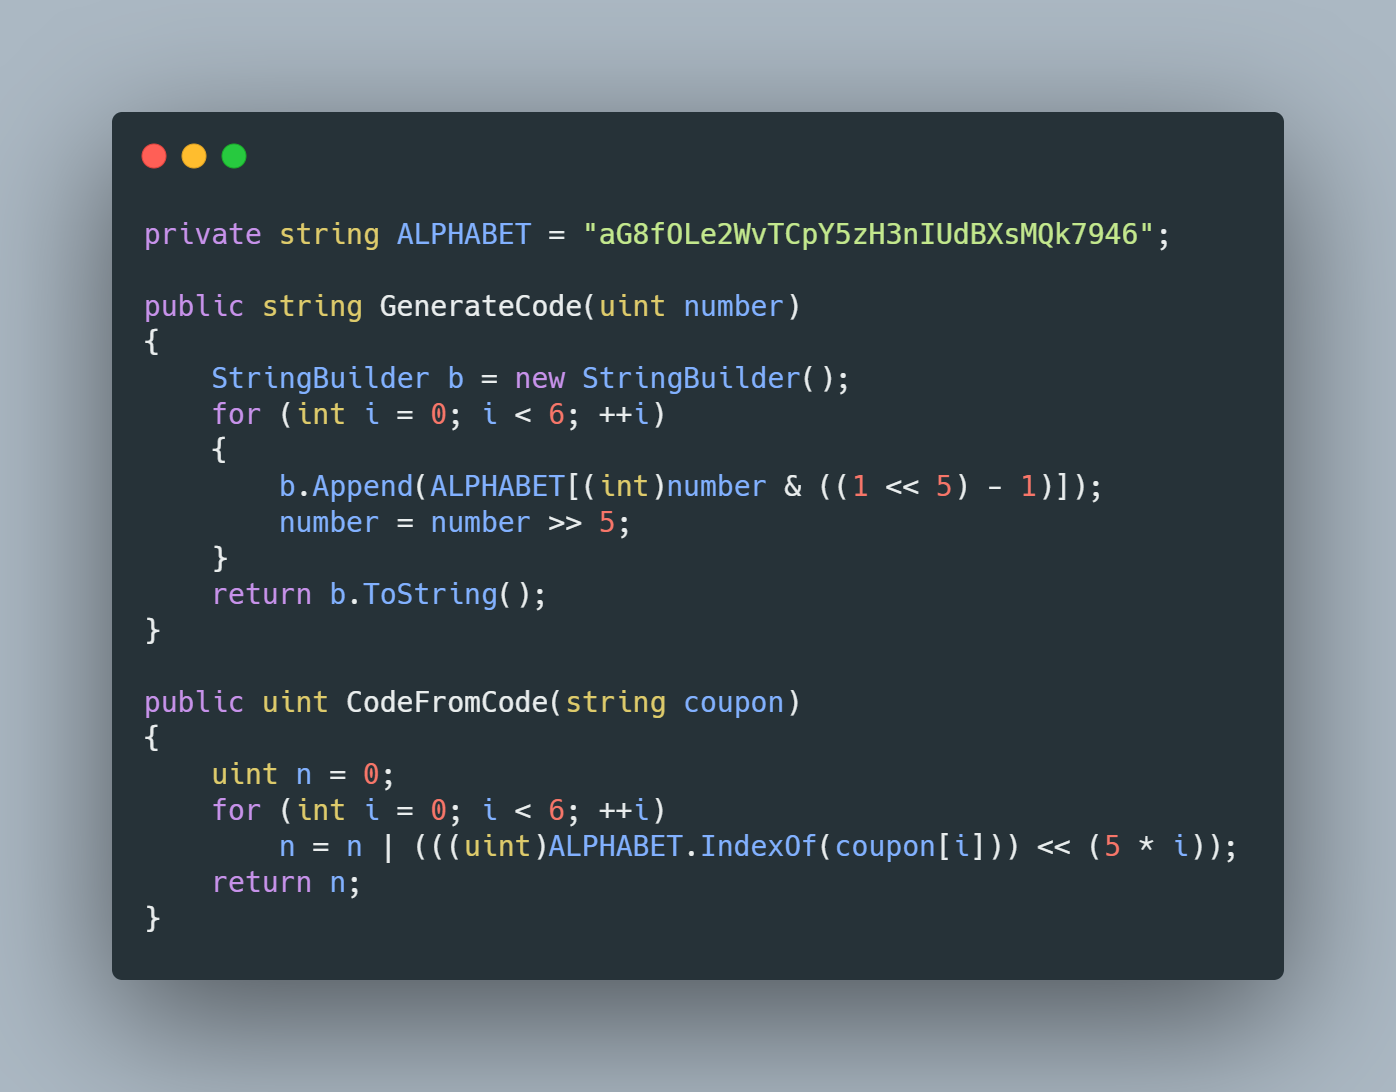 private string ALPHABET = "aG8fOLe2WvTCpY5zH3nIUdBXsMQk7946";
public string GenerateCode(uint number)
{
    StringBuilder b = new StringBuilder();
    for (int i = 0; i < 6; ++i)
    {
        b.Append(ALPHABET[(int)number & ((1 << 5) - 1)]);
        number = number >> 5;
    }
    return b.ToString();
}
public uint CodeFromCode(string coupon)
{
    uint n = 0;
    for (int i = 0; i < 6; ++i)
        n = n | (((uint)ALPHABET.IndexOf(coupon[i])) << (5 * i));
    return n;
}